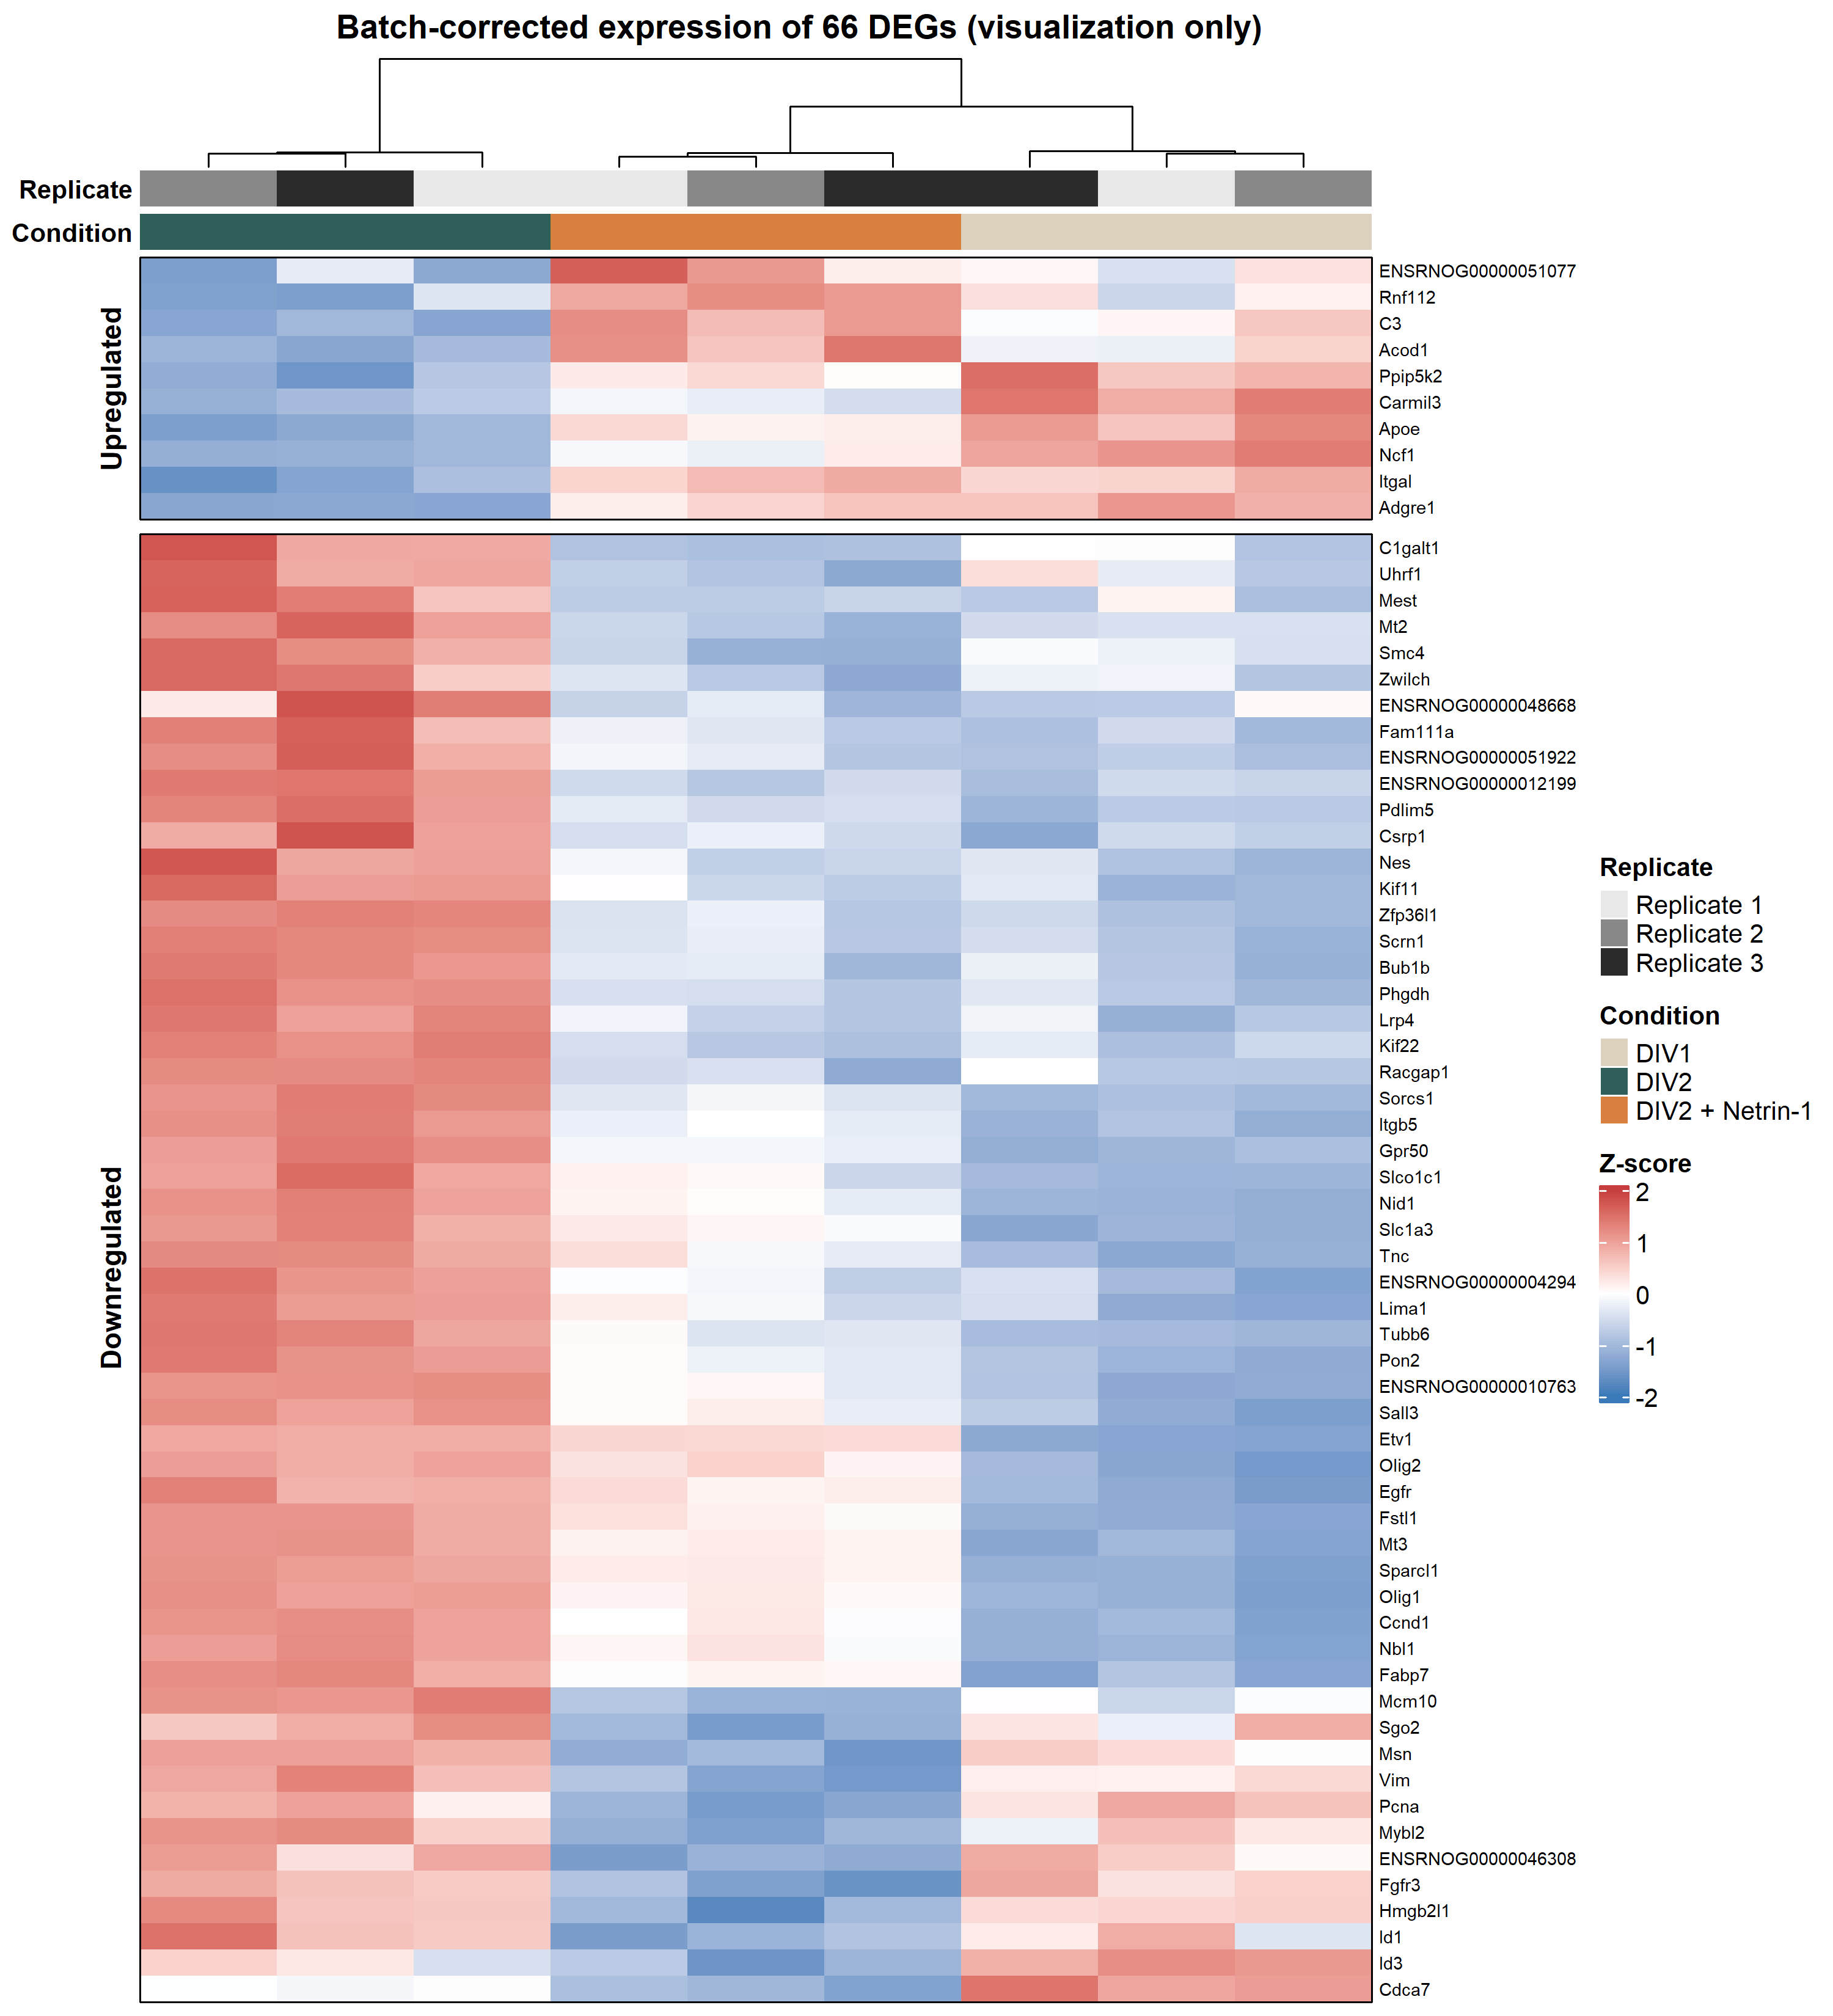 Batch-corrected expression of 66 DEGs (visualization only)
Replicate
Condition
Upregulated
ENSRNOG00000051077
Rnf112
C3
Acod1
Ppip5k2
Carmil3
Apoe
Ncf1
Itgal
Adgre1
Downregulated
C1galt1
Uhrf1
Mest
Mt2
Smc4
Zwilch
ENSRNOG00000048668
Fam111a
ENSRNOG00000051922
ENSRNOG00000012199
Pdlim5
Csrp1
Nes
Kif11
Zfp36l1
Scrn1
Bub1b
Phgdh
Lrp4
Kif22
Racgap1
Sorcs1
Itgb5
Gpr50
Slco1c1
Nid1
Slc1a3
Tnc
ENSRNOG00000004294
Lima1
Tubb6
Pon2
ENSRNOG00000010763
Sall3
Etv1
Olig2
Egfr
Fstl1
Mt3
Sparcl1
Olig1
Ccnd1
Nbl1
Fabp7
Mcm10
Sgo2
Msn
Vim
Pcna
Mybl2
ENSRNOG00000046308
Fgfr3
Hmgb2l1
Id1
Id3
Cdca7
Replicate
Replicate 1
Replicate 2
Replicate 3
Condition
DIV1
DIV2
DIV2 + Netrin-1
Z-score
2
1
0
-1
-2